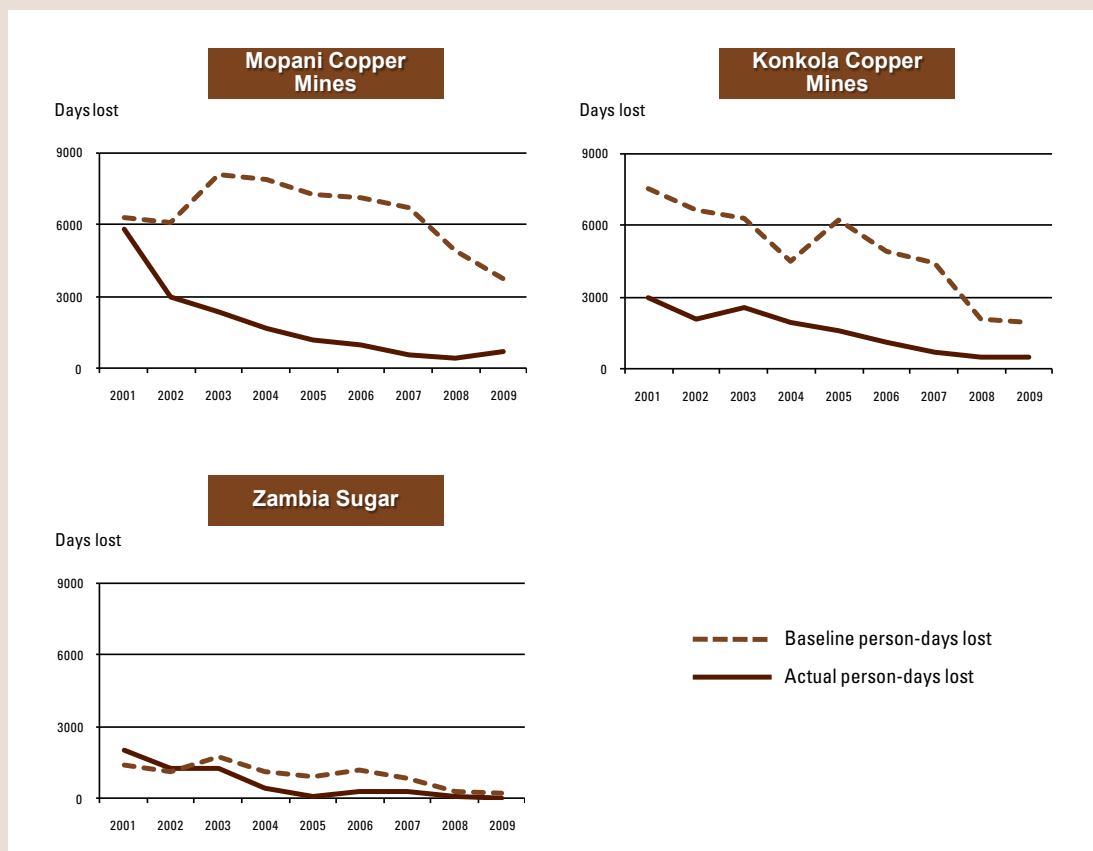 Mopani Copper
Mines
Days lost
9000
6000
3000
0
2001 2002 2003 2004 2005 2006 2007 2008 2009
Konkola Copper
Mines
Days lost
9000
6000
3000
0
2001 2002 2003 2004 2005 2006 2007 2008 2009
Zambia Sugar
Days lost
9000
6000
3000
0
2001 2002 2003 2004 2005 2006 2007 2008 2009
Baseline person-days lost
Actual person-days lost